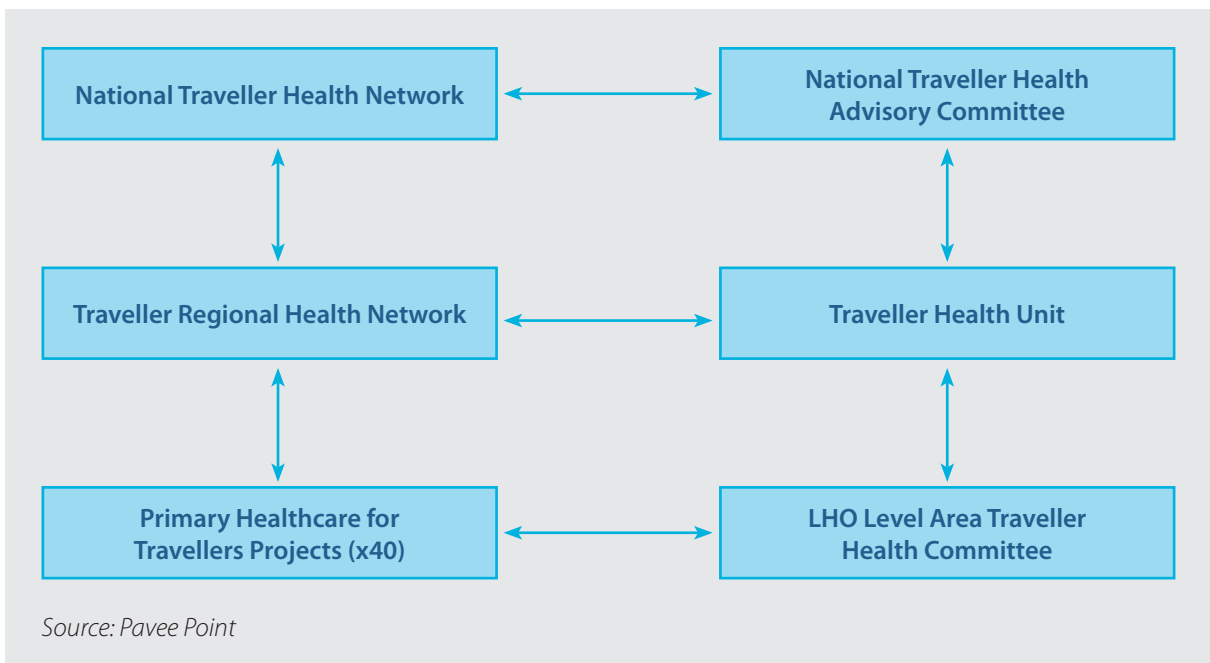 National Traveller Health Network
National Traveller Health
Advisory Committee
Traveller Regional Health Network
Traveller Health Unit
Primary Healthcare for
Travellers Projects (x40)
LHO Level Area Traveller
Health Committee
Source: Pavee Point